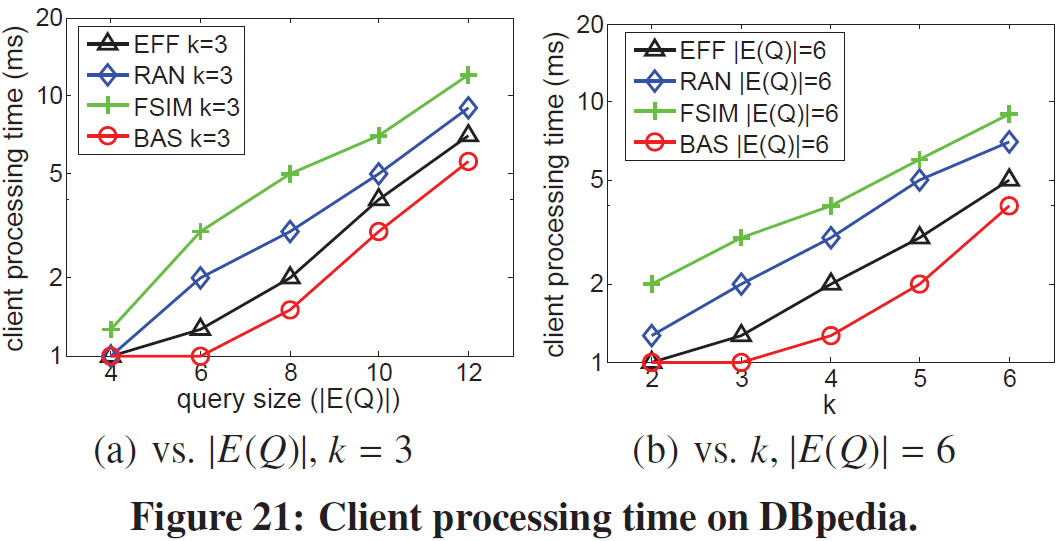 20
10
5
2
1
client processing time (ms)
EFF k=3
RAN k=3
FSIM k=3
BAS k=3
4 6 8 10 12
query size (|E(Q)|)
(a) vs. |E(Q)|, k = 3
20
10
5
2
1
client processing time (ms)
EFF |E(Q)|=6
RAN |E(Q)|=6
FSIM |E(Q)|=6
BAS |E(Q)|=6
2 3 4 5 6
k
(b) vs. k, |E(Q)| = 6
Figure 21: Client processing time on DBpedia.